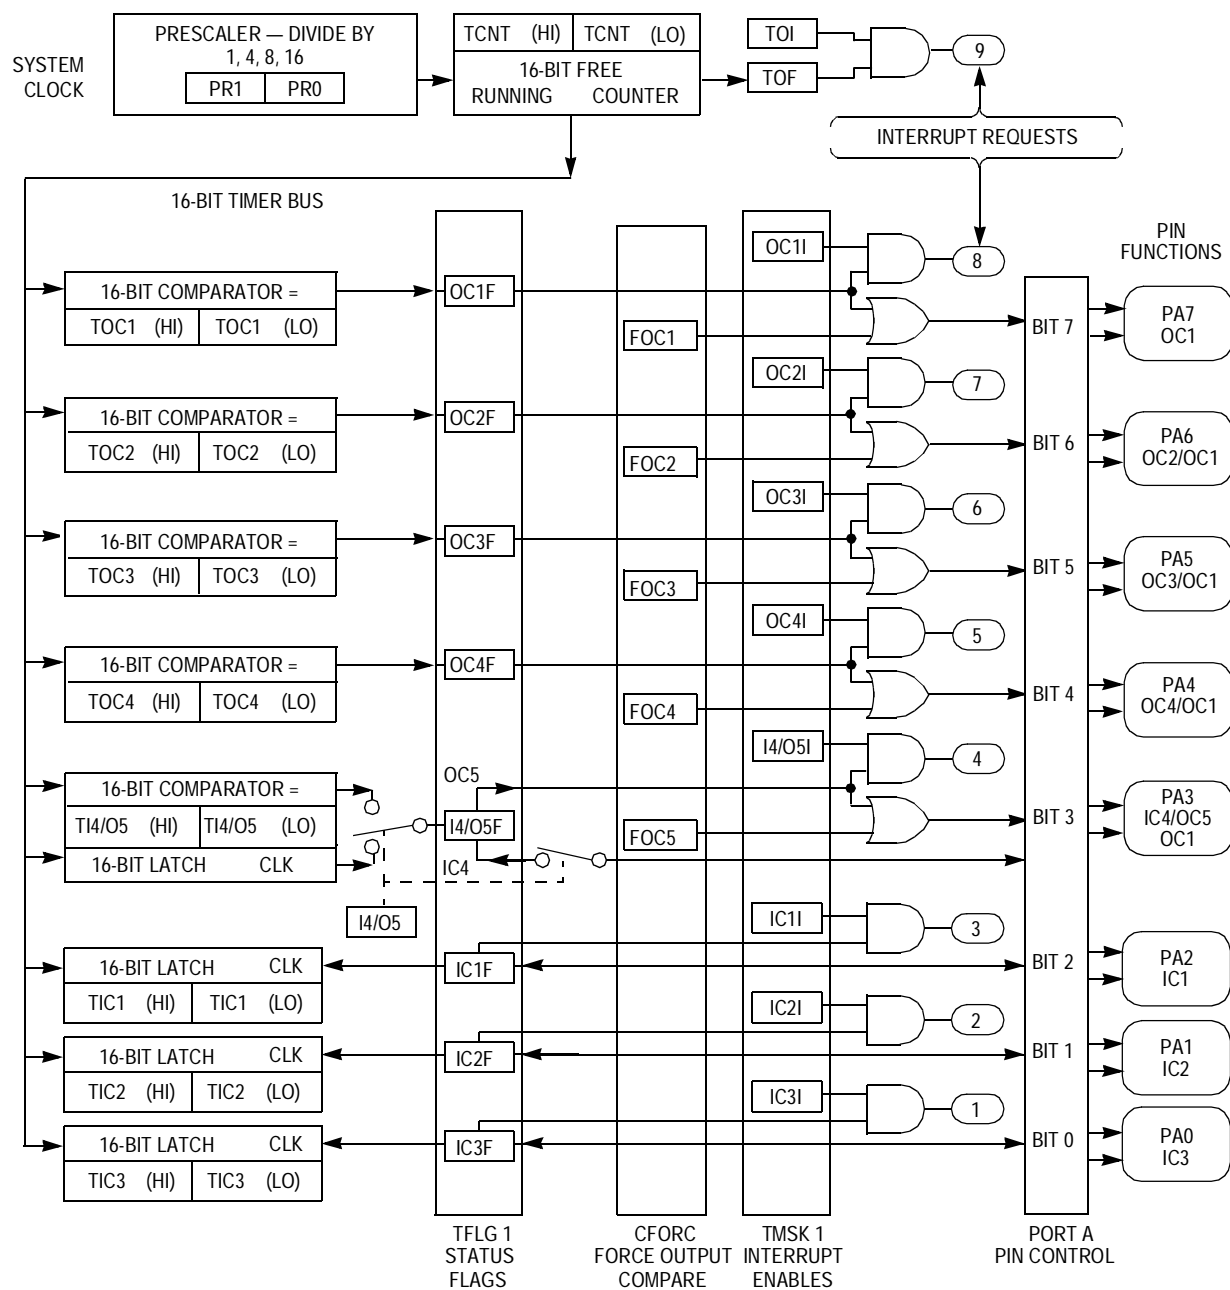 SYSTEM
CLOCK
PRESCALER — DIVIDE BY
1, 4, 8, 16
PR1 PR0
TCNT (HI) TCNT (LO)
16-BIT FREE
RUNNING COUNTER
TOI
TOF
9
INTERRUPT REQUESTS
16-BIT TIMER BUS
PIN
FUNCTIONS
OC1I
8
16-BIT COMPARATOR =
TOC1 (HI) TOC1 (LO)
OC1F
FOC1
BIT 7
PA7
OC1
OC2I
7
16-BIT COMPARATOR =
TOC2 (HI) TOC2 (LO)
OC2F
FOC2
BIT 6
PA6
OC2/OC1
OC3I
6
16-BIT COMPARATOR =
TOC3 (HI) TOC3 (LO)
OC3F
FOC3
BIT 5
PA5
OC3/OC1
OC4I
5
16-BIT COMPARATOR =
TOC4 (HI) TOC4 (LO)
OC4F
FOC4
BIT 4
PA4
OC4/OC1
I4/O5I
4
16-BIT COMPARATOR =
TI4/O5 (HI) TI4/O5 (LO)
16-BIT LATCH CLK
OC5
I4/O5F
IC4
FOC5
BIT 3
PA3
IC4/OC5
OC1
I4/O5
IC1I
3
16-BIT LATCH CLK
TIC1 (HI) TIC1 (LO)
IC1F
BIT 2
PA2
IC1
IC2I
2
16-BIT LATCH CLK
TIC2 (HI) TIC2 (LO)
IC2F
BIT 1
PA1
IC2
IC3I
1
16-BIT LATCH CLK
TIC3 (HI) TIC3 (LO)
IC3F
BIT 0
PA0
IC3
TFLG 1
STATUS
FLAGS
CFORC
FORCE OUTPUT
COMPARE
TMSK 1
INTERRUPT
ENABLES
PORT A
PIN CONTROL